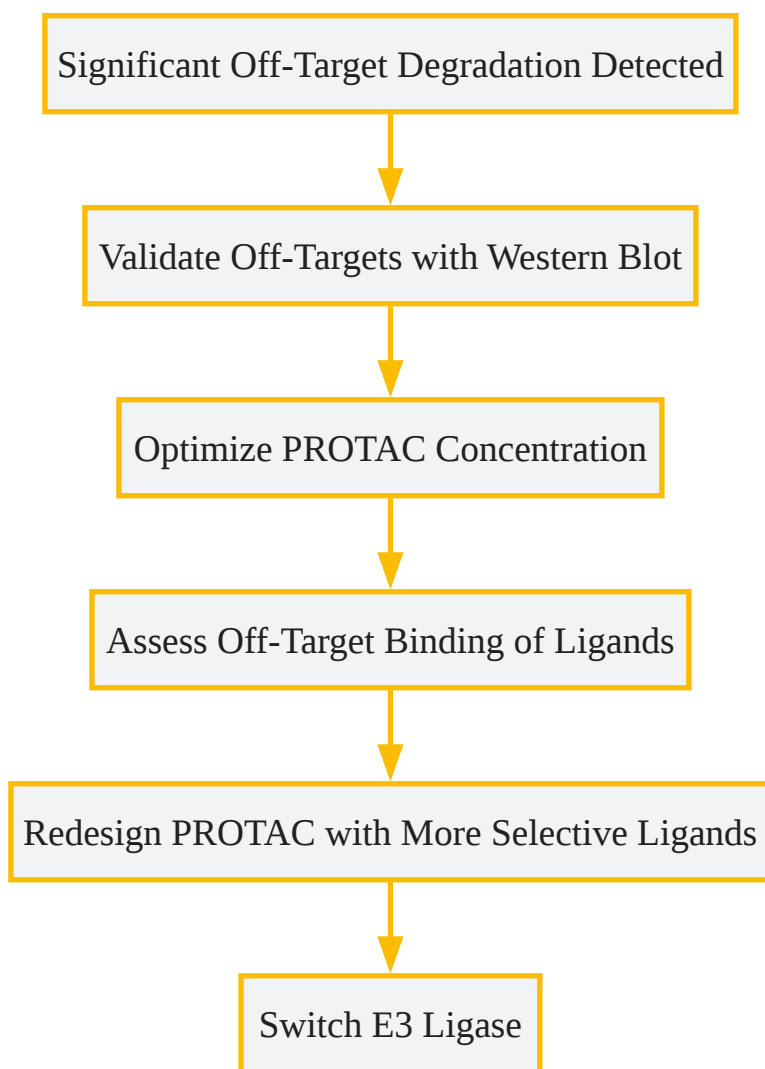 Significant Off-Target Degradation Detected
Validate Off-Targets with Western Blot
Optimize PROTAC Concentration
Assess Off-Target Binding of Ligands
Redesign PROTAC with More Selective Ligands
Switch E3 Ligase